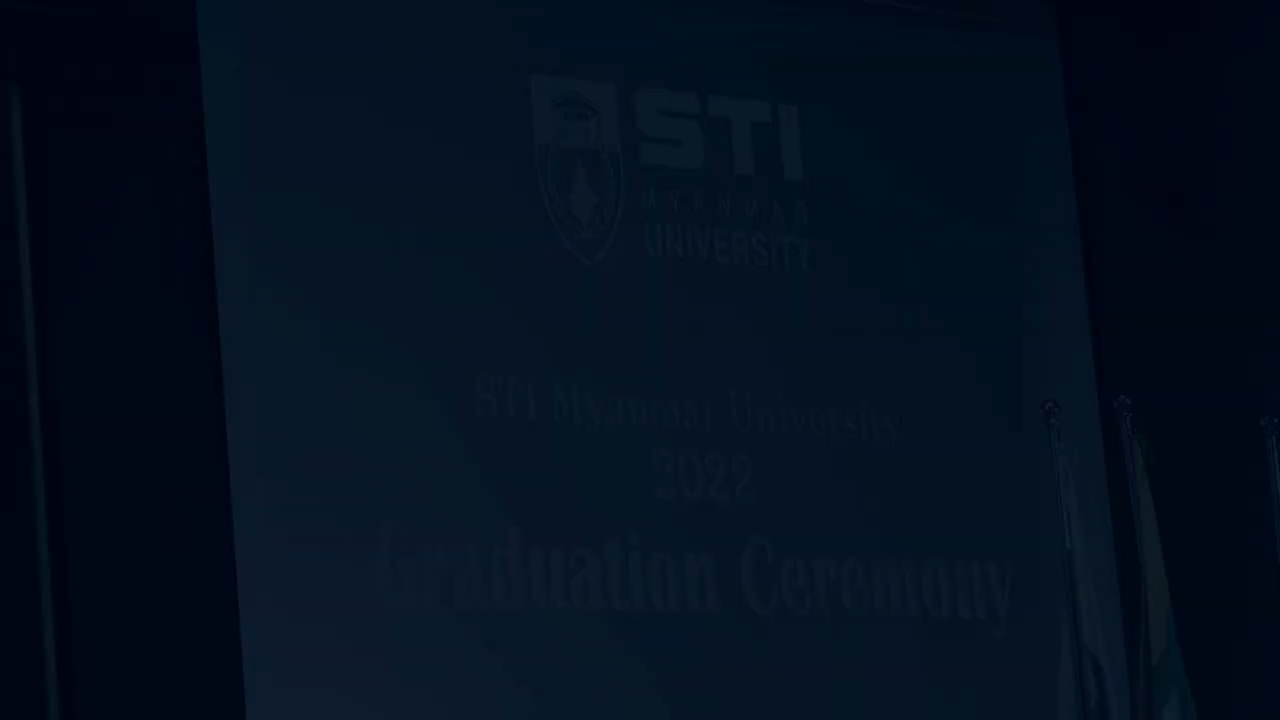 STI
MYANMAR
UNIVERSITY
STI Myanmar University
2022
Graduation Ceremony